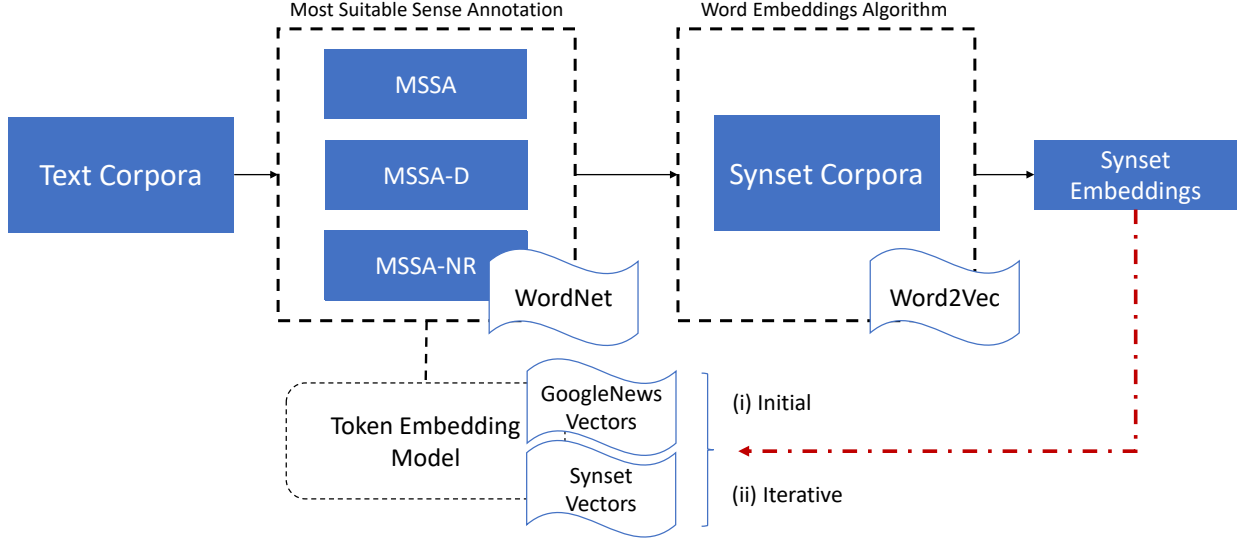 Most Suitable Sense Annotation
Word Embeddings Algorithm
MSSA
Text Corpora
MSSA-D
Synset Corpora
Synset
Embeddings
MSSA-NR
WordNet
Word2Vec
GoogleNews
Vectors
(i) Initial
Token Embedding
Model
Synset
Vectors
(ii) Iterative